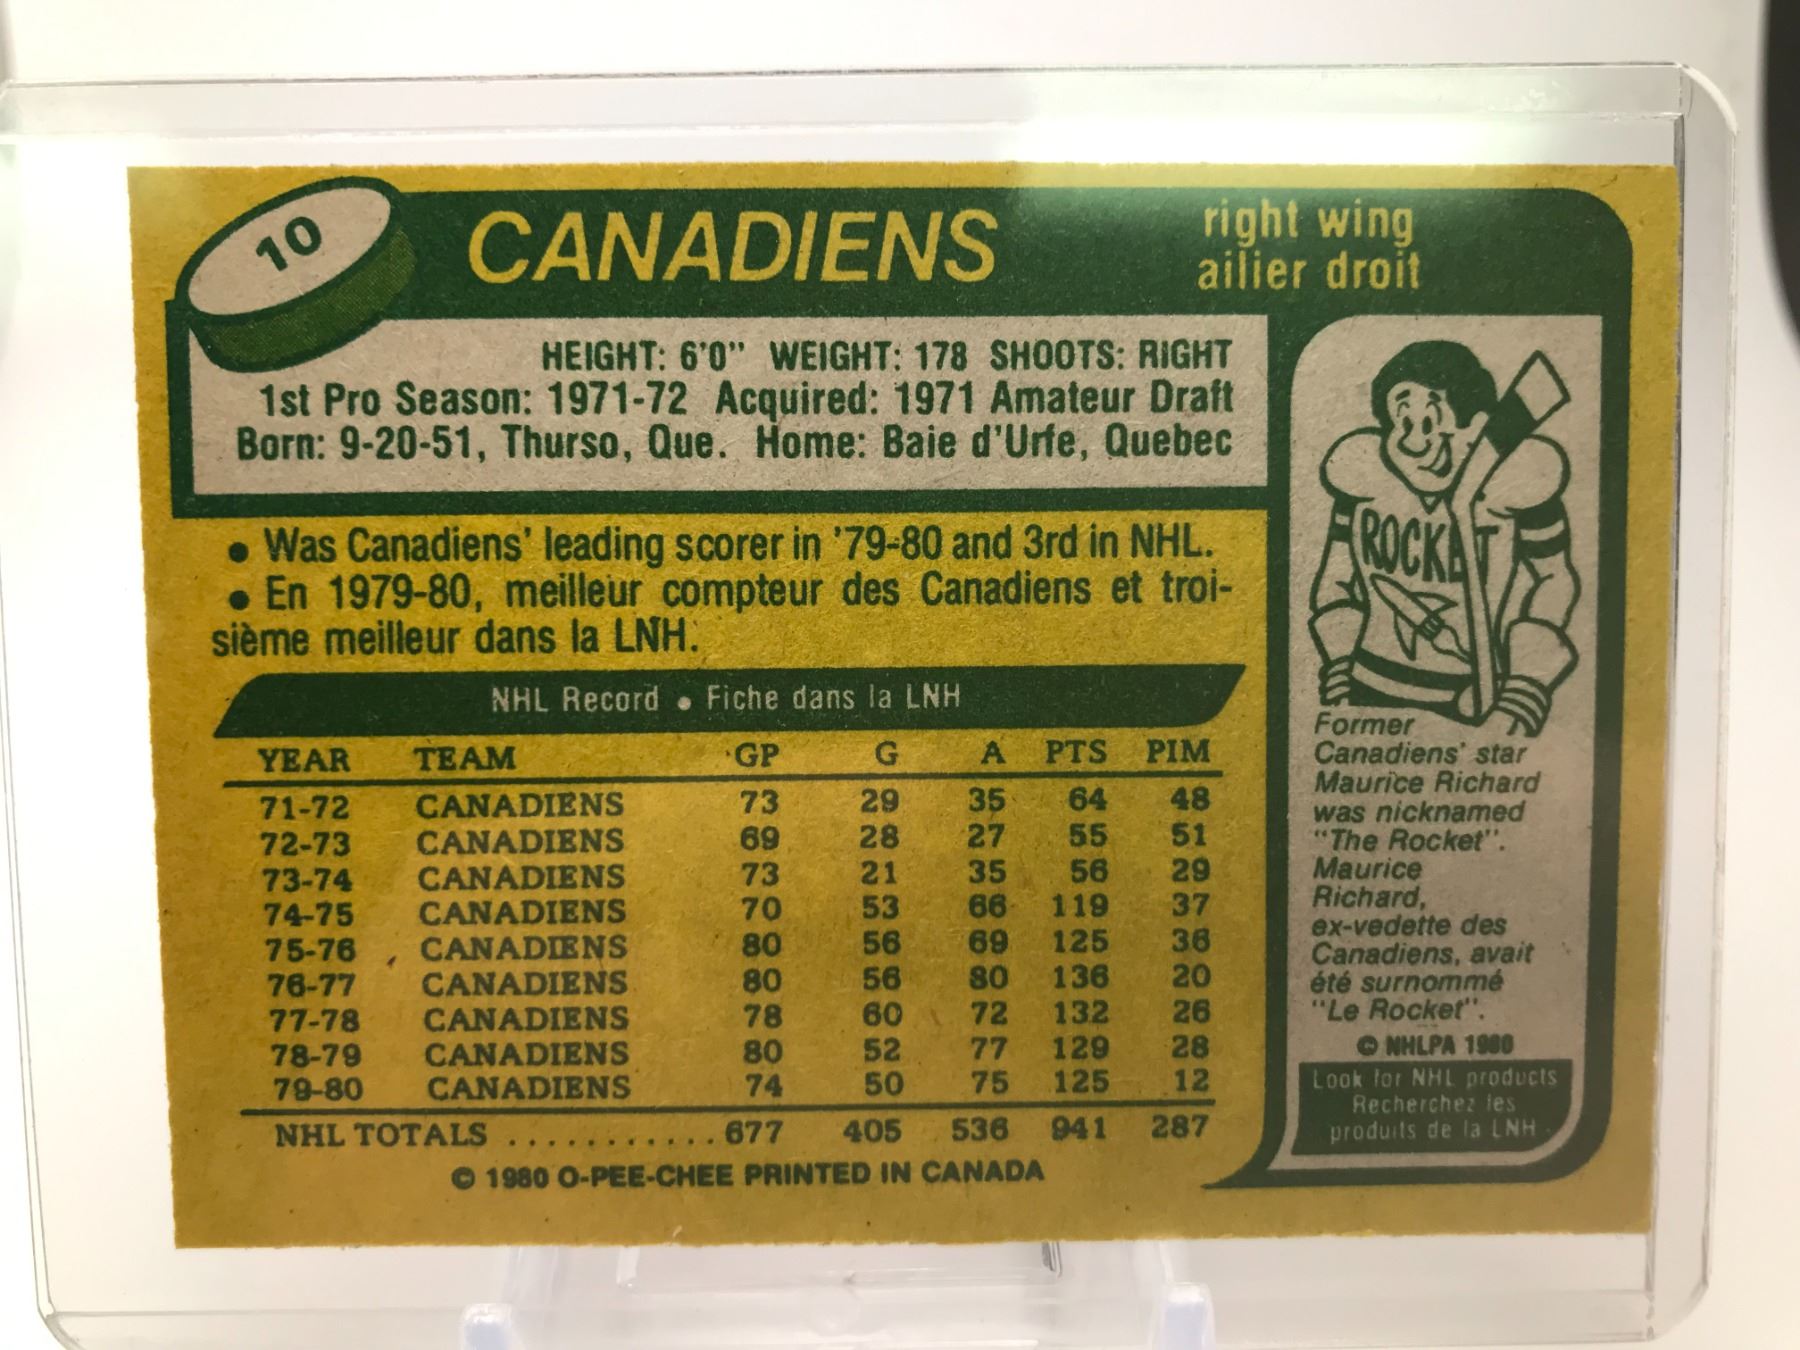 10
CANADIENS
right wing
ailier droit
HEIGHT: 6'0" WEIGHT: 178 SHOOTS: RIGHT
1st Pro Season: 1971-72 Acquired: 1971 Amateur Draft
Born: 9-20-51, Thurso, Que. Home: Baie d'Urfe, Quebec
• Was Canadiens' leading scorer in '79-80 and 3rd in NHL.
• En 1979-80, meilleur compteur des Canadiens et troi-
sième meilleur dans la LNH.
NHL Record • Fiche dans la LNH
YEAR TEAM GP G A PTS PIM
71-72 CANADIENS 73 29 35 64 48
72-73 CANADIENS 69 28 27 55 51
73-74 CANADIENS 73 21 35 56 29
74-75 CANADIENS 70 53 66 119 37
75-76 CANADIENS 80 56 69 125 36
76-77 CANADIENS 80 56 80 136 20
77-78 CANADIENS 78 60 72 132 26
78-79 CANADIENS 80 52 77 129 28
79-80 CANADIENS 74 50 75 125 12
NHL TOTALS ............ 677 405 536 941 287
© 1980 O-PEE-CHEE PRINTED IN CANADA
ROCKET
Former
Canadiens' star
Maurice Richard
was nicknamed
"The Rocket".
Maurice
Richard,
ex-vedette des
Canadiens, avait
été surnommé
"Le Rocket".
© NHLPA 1980
Look for NHL products
Recherchez les
produits de la LNH